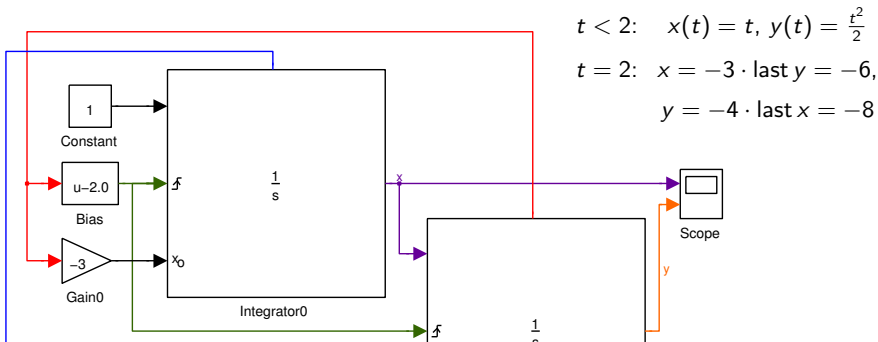 t < 2: x(t) = t, y(t) = t²/2
t = 2: x = −3 · last y = −6,
y = −4 · last x = −8
1
Constant
u−2.0
Bias
−3
Gain0
xo
1/s
Integrator0
x
Scope
y
1/s